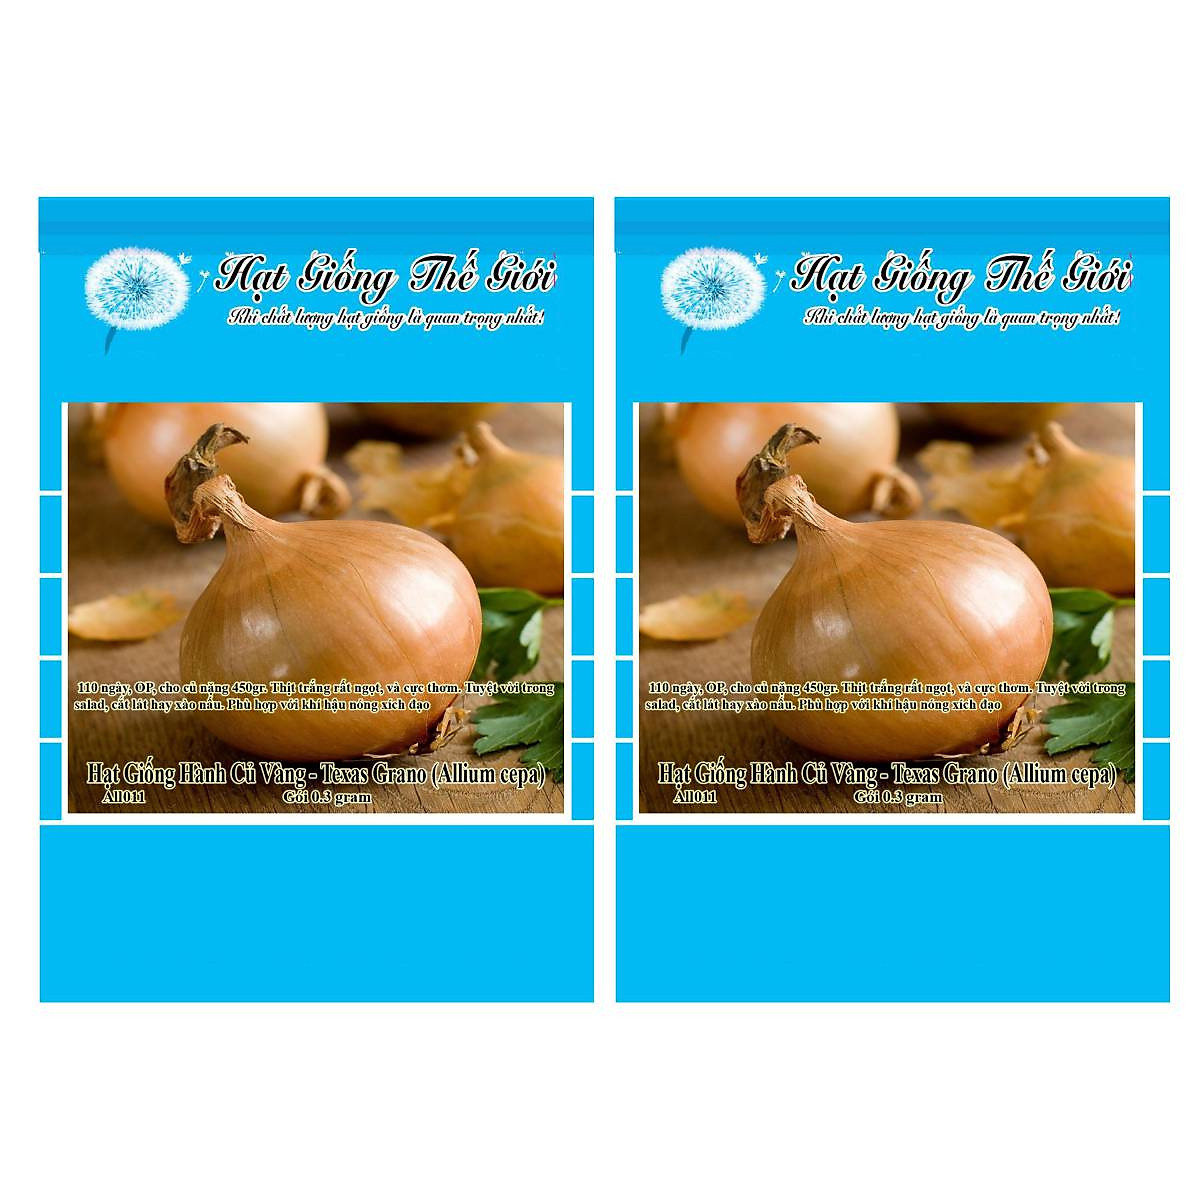 Hạt Giống Thế Giới
Khi chất lượng hạt giống là quan trọng nhất!
110 ngày, OP, cho củ nặng 450gr. Thịt trắng rất ngọt, và cực thơm. Tuyệt vời trong
salad, cắt lát hay xào nấu. Phù hợp với khí hậu nóng xích đạo
Hạt Giống Hành Củ Vàng - Texas Grano (Allium cepa)
All011 Gói 0.3 gram
Hạt Giống Thế Giới
Khi chất lượng hạt giống là quan trọng nhất!
110 ngày, OP, cho củ nặng 450gr. Thịt trắng rất ngọt, và cực thơm. Tuyệt vời trong
salad, cắt lát hay xào nấu. Phù hợp với khí hậu nóng xích đạo
Hạt Giống Hành Củ Vàng - Texas Grano (Allium cepa)
All011 Gói 0.3 gram